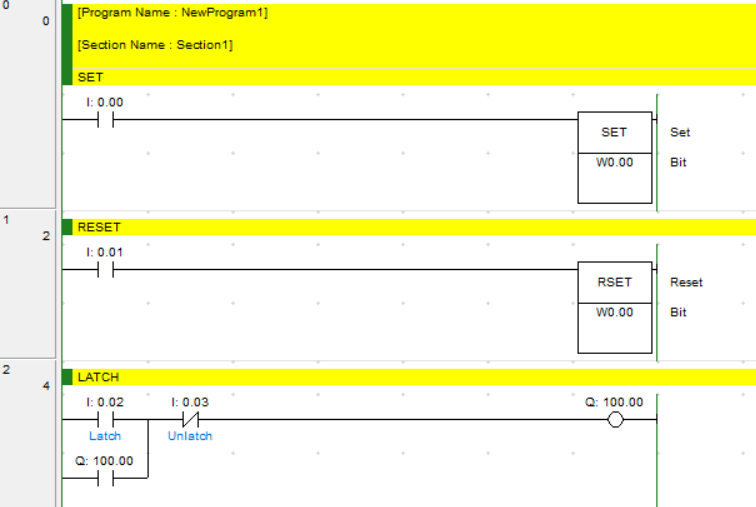 0
0
[Program Name : NewProgram1]
[Section Name : Section1]
SET
I: 0.00
SET
Set
W0.00
Bit
1
2
RESET
I: 0.01
RSET
Reset
W0.00
Bit
2
4
LATCH
I: 0.02
I: 0.03
Q: 100.00
Latch
Unlatch
Q: 100.00